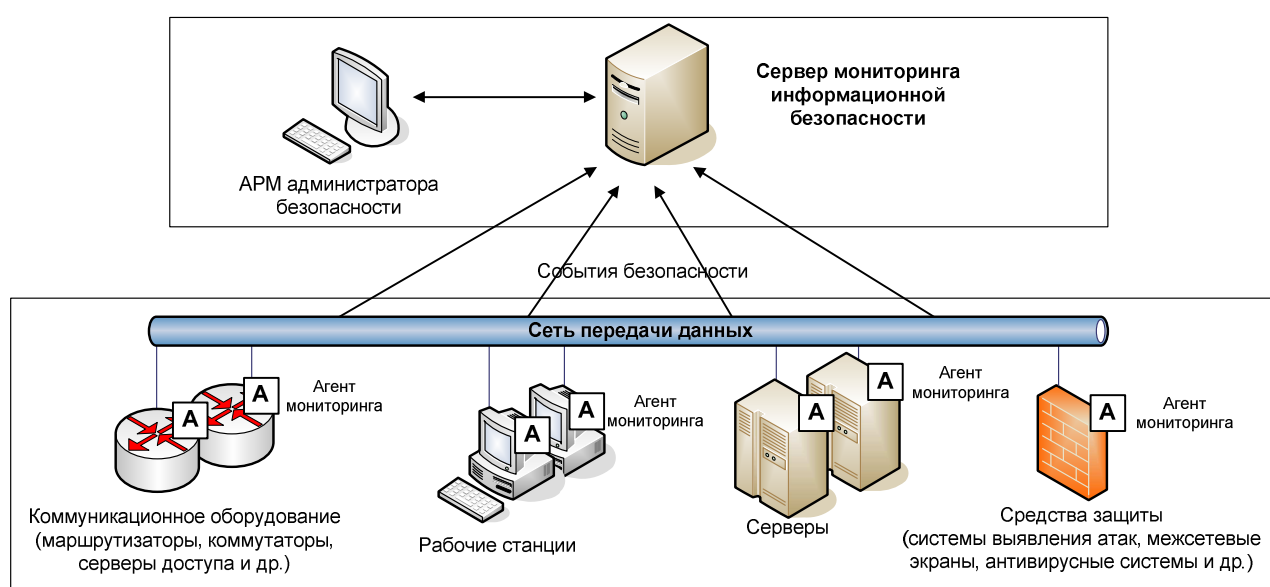 Сервер мониторинга
информационной
безопасности
АРМ администратора
безопасности
События безопасности
Сеть передачи данных
А
А
Агент
мониторинга
А
А
Агент
мониторинга
А
А
Агент
мониторинга
А
Агент
мониторинга
Коммуникационное оборудование
(маршрутизаторы, коммутаторы,
серверы доступа и др.)
Рабочие станции
Серверы
Средства защиты
(системы выявления атак, межсетевые
экраны, антивирусные системы и др.)